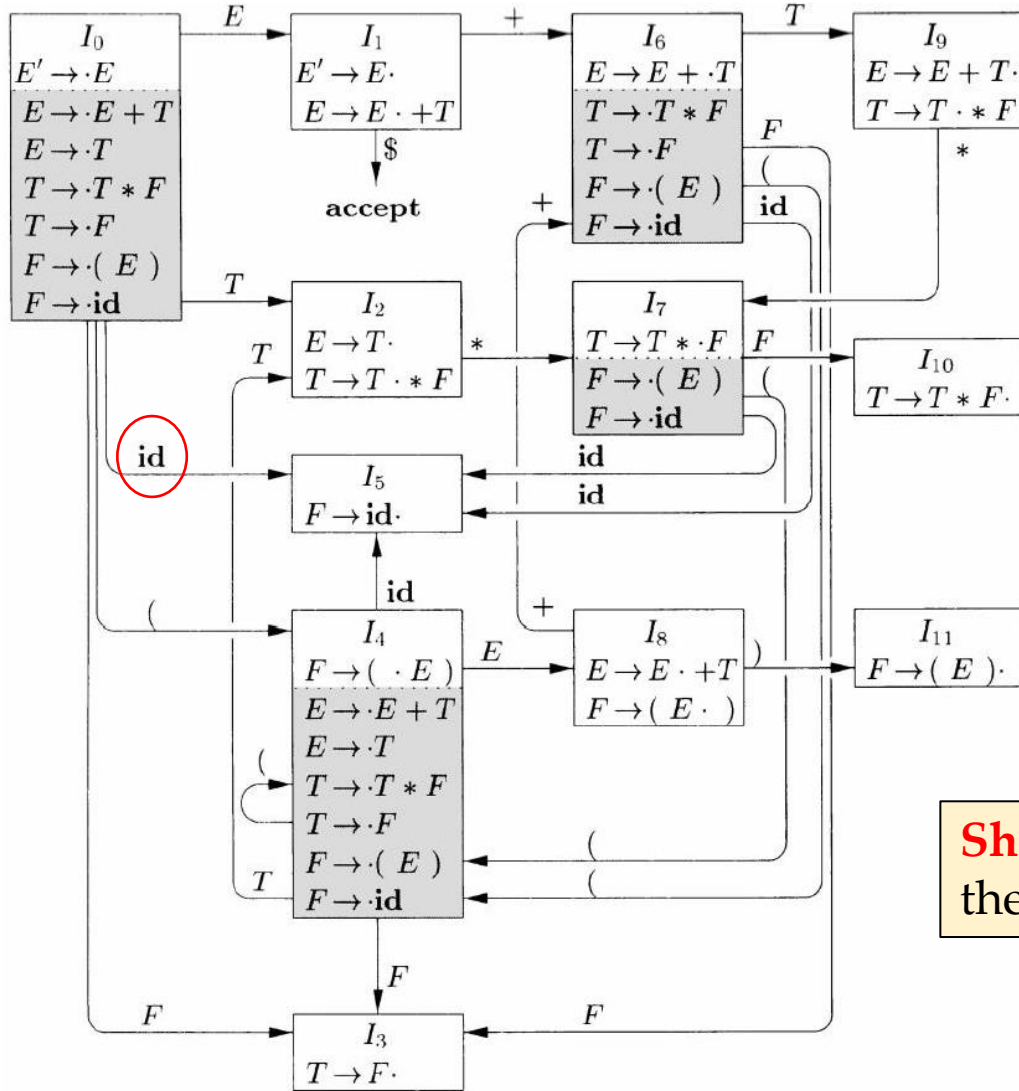 I₀
E' → ·E
E → ·E + T
E → ·T
T → ·T * F
T → ·F
F → ·( E )
F → ·id
E
I₁
E' → E·
E → E· +T
$
accept
+
I₆
E → E + ·T
T → ·T * F
T → ·F
F → ·( E )
F → ·id
T
I₉
E → E + T·
T → T · * F
*
F
(
id
+
T
I₂
E → T·
T → T · * F
T
*
I₇
T → T * ·F
F → ·( E )
F → ·id
F
(
I₁₀
T → T * F·
id
id
id
I₅
F → id·
id
(
I₄
F → ( · E )
E → ·E + T
E → ·T
T → ·T * F
T → ·F
F → ·( E )
F → ·id
(
T
E
+
I₈
E → E · +T
F → ( E · )
)
I₁₁
F → ( E )·
(
(
Sh
the
F
F
F
I₃
T → F·